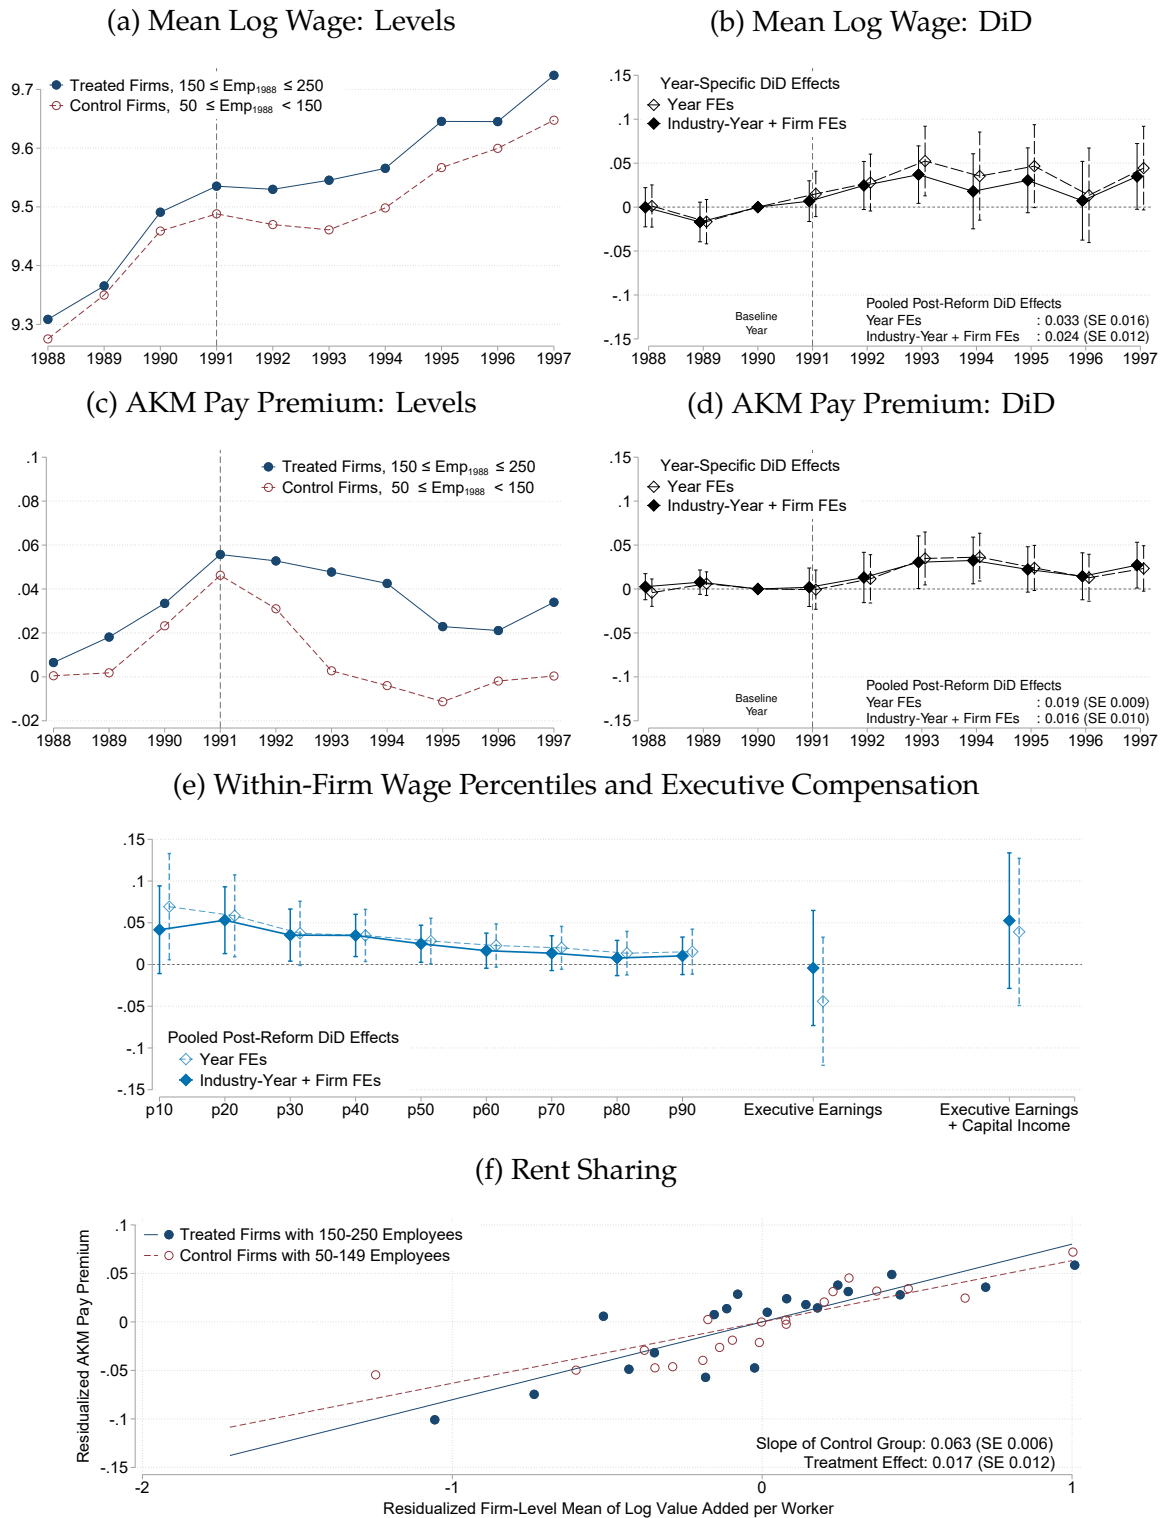 (a) Mean Log Wage: Levels
Treated Firms, 150 ≤ Emp1988 ≤ 250
Control Firms, 50 ≤ Emp1988 < 150
9.7
9.6
9.5
9.4
9.3
1988 1989 1990 1991 1992 1993 1994 1995 1996 1997
(b) Mean Log Wage: DiD
Year-Specific DiD Effects
Year FEs
Industry-Year + Firm FEs
.15
.1
.05
0
-.05
-.1
-.15
Baseline
Year
Pooled Post-Reform DiD Effects
Year FEs : 0.033 (SE 0.016)
Industry-Year + Firm FEs : 0.024 (SE 0.012)
1988 1989 1990 1991 1992 1993 1994 1995 1996 1997
(c) AKM Pay Premium: Levels
Treated Firms, 150 ≤ Emp1988 ≤ 250
Control Firms, 50 ≤ Emp1988 < 150
.1
.08
.06
.04
.02
0
-.02
1988 1989 1990 1991 1992 1993 1994 1995 1996 1997
(d) AKM Pay Premium: DiD
Year-Specific DiD Effects
Year FEs
Industry-Year + Firm FEs
.15
.1
.05
0
-.05
-.1
-.15
Baseline
Year
Pooled Post-Reform DiD Effects
Year FEs : 0.019 (SE 0.009)
Industry-Year + Firm FEs : 0.016 (SE 0.010)
1988 1989 1990 1991 1992 1993 1994 1995 1996 1997
(e) Within-Firm Wage Percentiles and Executive Compensation
.15
.1
.05
0
-.05
-.1
-.15
Pooled Post-Reform DiD Effects
Year FEs
Industry-Year + Firm FEs
p10 p20 p30 p40 p50 p60 p70 p80 p90 Executive Earnings Executive Earnings
+ Capital Income
(f) Rent Sharing
Residualized AKM Pay Premium
Treated Firms with 150-250 Employees
Control Firms with 50-149 Employees
.1
.05
0
-.05
-.1
-.15
Slope of Control Group: 0.063 (SE 0.006)
Treatment Effect: 0.017 (SE 0.012)
-2 -1 0 1
Residualized Firm-Level Mean of Log Value Added per Worker